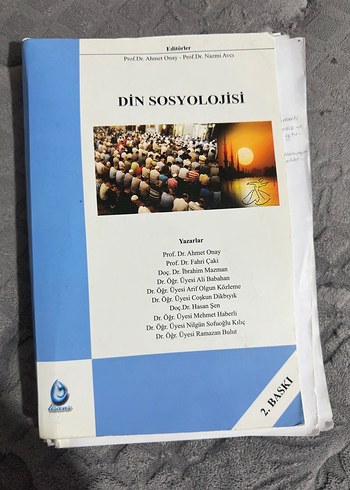 Editörler
Prof.Dr. Ahmet Onay - Prof.Dr. Nazmi Avcı
DİN SOSYOLOJİSİ
Yazarlar
Prof. Dr. Ahmet Onay
Prof. Dr. Fahri Çaki
Doç. Dr. İbrahim Mazman
Dr. Öğr. Üyesi Ali Babahan
Dr. Öğr. Üyesi Arif Olgun Közleme
Dr. Öğr. Üyesi Coşkun Dikbıyık
Doç.Dr. Hasan Şen
Dr. Öğr. Üyesi Mehmet Haberli
Dr. Öğr. Üyesi Nilgün Sofuoğlu Kılıç
Dr. Öğr. Üyesi Ramazan Bulut
2. BASKI